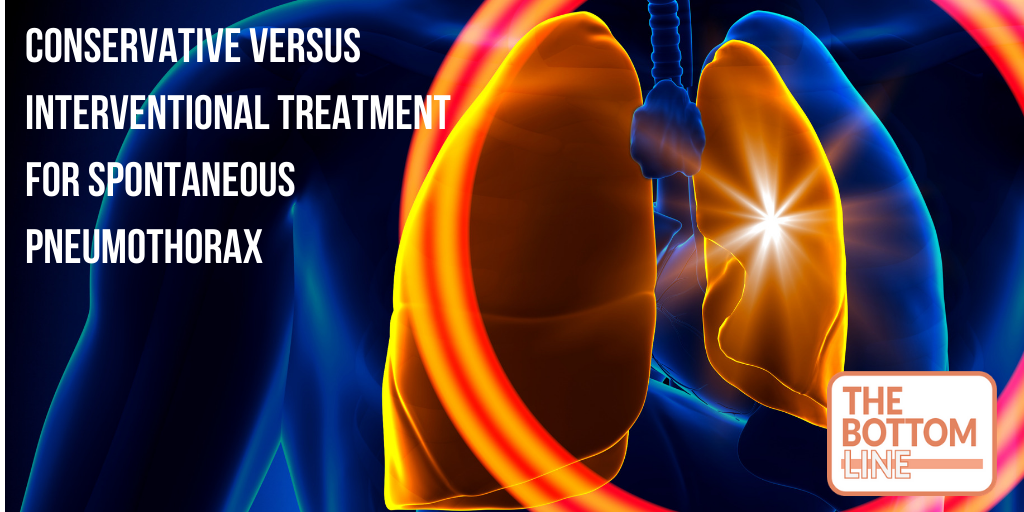 CONSERVATIVE VERSUS
INTERVENTIONAL TREATMENT
FOR SPONTANEOUS
PNEUMOTHORAX
THE
BOTTOM
LINE